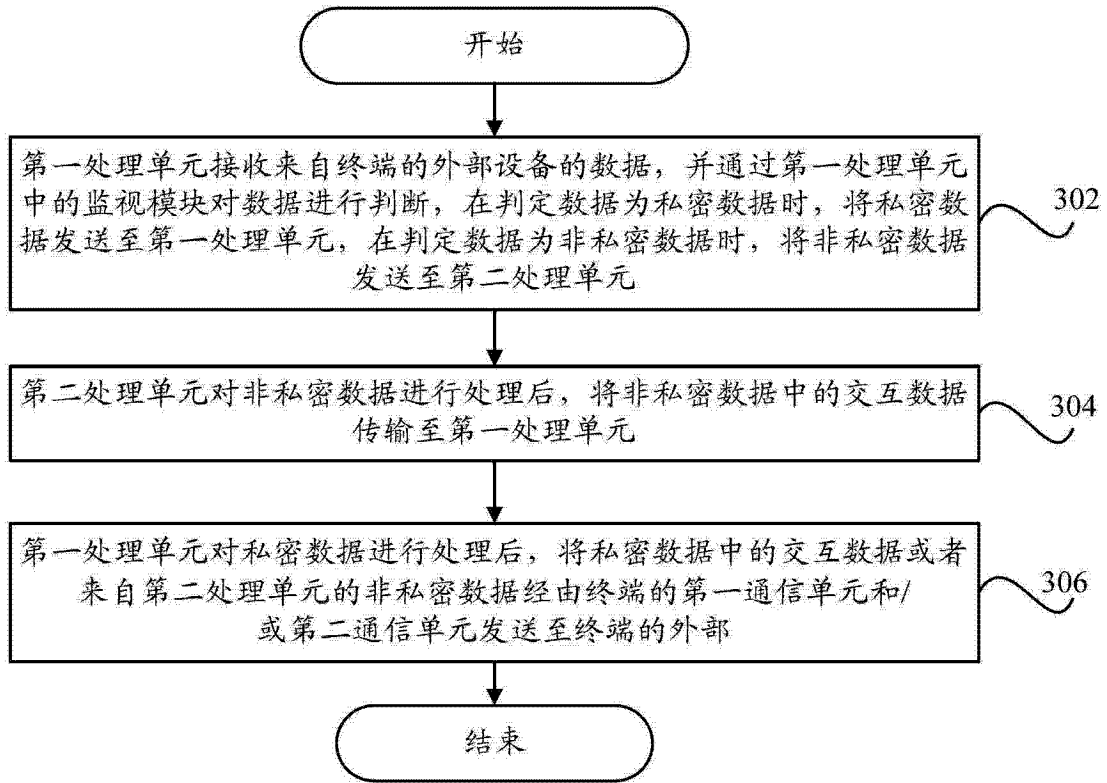 开始
第一处理单元接收来自终端的外部设备的数据，并通过第一处理单元
中的监视模块对数据进行判断，在判定数据为私密数据时，将私密数
据发送至第一处理单元，在判定数据为非私密数据时，将非私密数据
发送至第二处理单元
302
第二处理单元对非私密数据进行处理后，将非私密数据中的交互数据
传输至第一处理单元
304
第一处理单元对私密数据进行处理后，将私密数据中的交互数据或者
来自第二处理单元的非私密数据经由终端的第一通信单元和/
或第二通信单元发送至终端的外部
306
结束